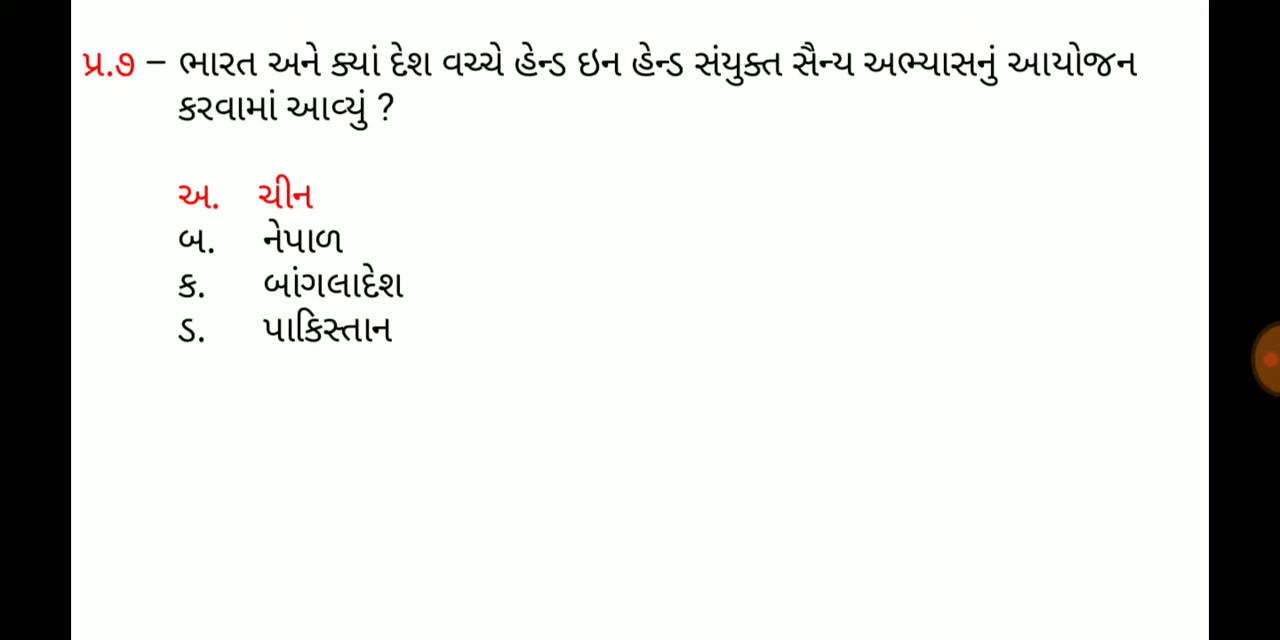 પ્ર.૭ – ભારત અને ક્યાં દેશ વચ્ચે હેન્ડ ઇન હેન્ડ સંયુક્ત સૈન્ય અભ્યાસનું આયોજન
કરવામાં આવ્યું ?
અ. ચીન
બ. નેપાળ
ક. બાંગલાદેશ
ડ. પાકિસ્તાન